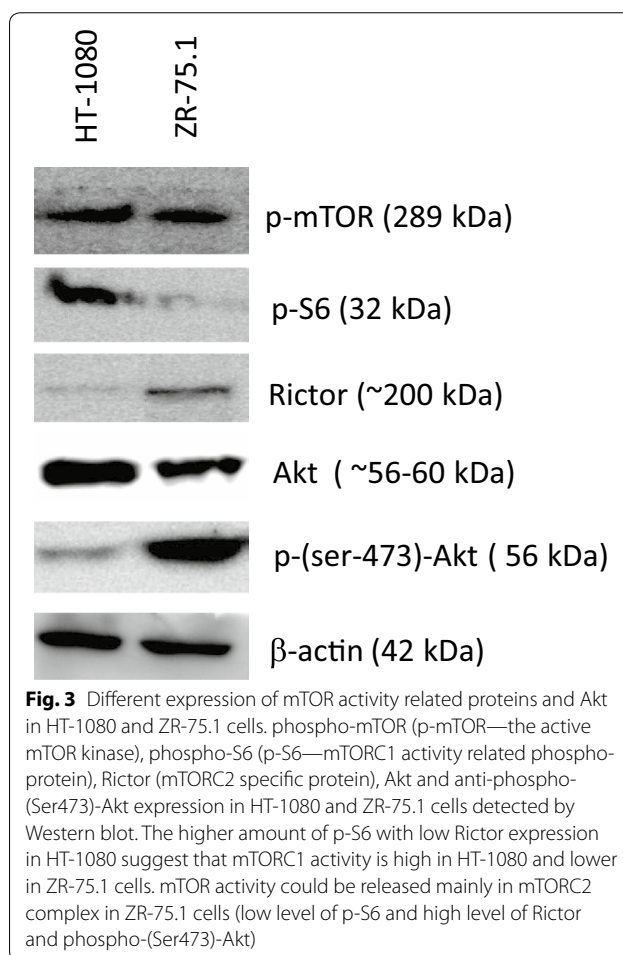 HT-1080
ZR-75.1
p-mTOR (289 kDa)
p-S6 (32 kDa)
Rictor (~200 kDa)
Akt ( ~56-60 kDa)
p-(ser-473)-Akt ( 56 kDa)
β-actin (42 kDa)
Fig. 3 Different expression of mTOR activity related proteins and Akt
in HT-1080 and ZR-75.1 cells. phospho-mTOR (p-mTOR—the active
mTOR kinase), phospho-S6 (p-S6—mTORC1 activity related phospho-
protein), Rictor (mTORC2 specific protein), Akt and anti-phospho-
(Ser473)-Akt expression in HT-1080 and ZR-75.1 cells detected by
Western blot. The higher amount of p-S6 with low Rictor expression
in HT-1080 suggest that mTORC1 activity is high in HT-1080 and lower
in ZR-75.1 cells. mTOR activity could be released mainly in mTORC2
complex in ZR-75.1 cells (low level of p-S6 and high level of Rictor
and phospho-(Ser473)-Akt)